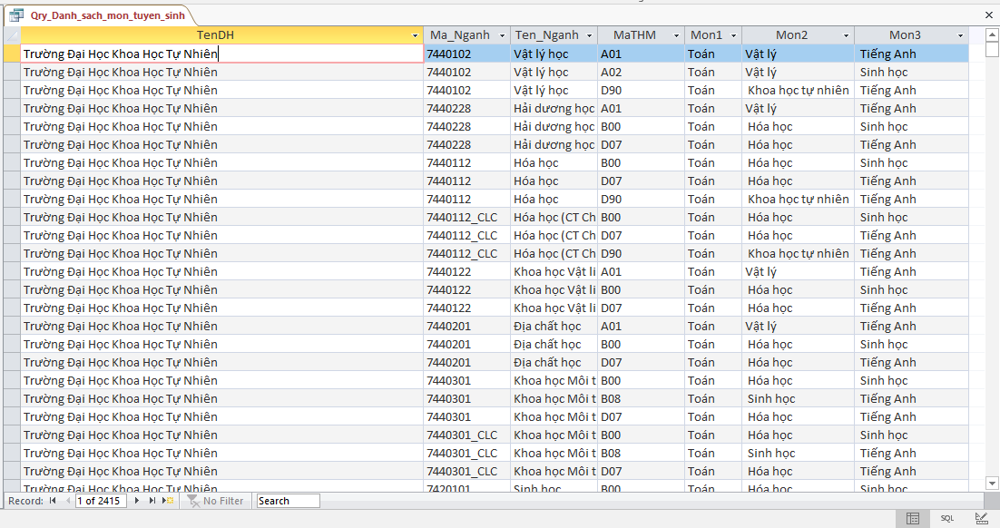 Qry_Danh_sach_mon_tuyen_sinh
TenDH Ma_Nganh Ten_Nganh MaTHM Mon1 Mon2 Mon3
Trường Đại Học Khoa Học Tự Nhiên 7440102 Vật lý học A01 Toán Vật lý Tiếng Anh
Trường Đại Học Khoa Học Tự Nhiên 7440102 Vật lý học A02 Toán Vật lý Sinh học
Trường Đại Học Khoa Học Tự Nhiên 7440102 Vật lý học D90 Toán Khoa học tự nhiên Tiếng Anh
Trường Đại Học Khoa Học Tự Nhiên 7440228 Hải dương học A01 Toán Vật lý Tiếng Anh
Trường Đại Học Khoa Học Tự Nhiên 7440228 Hải dương học B00 Toán Hóa học Sinh học
Trường Đại Học Khoa Học Tự Nhiên 7440228 Hải dương học D07 Toán Hóa học Tiếng Anh
Trường Đại Học Khoa Học Tự Nhiên 7440112 Hóa học B00 Toán Hóa học Sinh học
Trường Đại Học Khoa Học Tự Nhiên 7440112 Hóa học D07 Toán Hóa học Tiếng Anh
Trường Đại Học Khoa Học Tự Nhiên 7440112 Hóa học D90 Toán Khoa học tự nhiên Tiếng Anh
Trường Đại Học Khoa Học Tự Nhiên 7440112_CLC Hóa học (CT Ch B00 Toán Hóa học Sinh học
Trường Đại Học Khoa Học Tự Nhiên 7440112_CLC Hóa học (CT Ch D07 Toán Hóa học Tiếng Anh
Trường Đại Học Khoa Học Tự Nhiên 7440112_CLC Hóa học (CT Ch D90 Toán Khoa học tự nhiên Tiếng Anh
Trường Đại Học Khoa Học Tự Nhiên 7440122 Khoa học Vật li A01 Toán Vật lý Tiếng Anh
Trường Đại Học Khoa Học Tự Nhiên 7440122 Khoa học Vật li B00 Toán Hóa học Sinh học
Trường Đại Học Khoa Học Tự Nhiên 7440122 Khoa học Vật li D07 Toán Hóa học Tiếng Anh
Trường Đại Học Khoa Học Tự Nhiên 7440201 Địa chất học A01 Toán Vật lý Tiếng Anh
Trường Đại Học Khoa Học Tự Nhiên 7440201 Địa chất học B00 Toán Hóa học Sinh học
Trường Đại Học Khoa Học Tự Nhiên 7440201 Địa chất học D07 Toán Hóa học Tiếng Anh
Trường Đại Học Khoa Học Tự Nhiên 7440301 Khoa học Môi t B00 Toán Hóa học Sinh học
Trường Đại Học Khoa Học Tự Nhiên 7440301 Khoa học Môi t B08 Toán Sinh học Tiếng Anh
Trường Đại Học Khoa Học Tự Nhiên 7440301 Khoa học Môi t D07 Toán Hóa học Tiếng Anh
Trường Đại Học Khoa Học Tự Nhiên 7440301_CLC Khoa học Môi t B00 Toán Hóa học Sinh học
Trường Đại Học Khoa Học Tự Nhiên 7440301_CLC Khoa học Môi t B08 Toán Sinh học Tiếng Anh
Trường Đại Học Khoa Học Tự Nhiên 7440301_CLC Khoa học Môi t D07 Toán Hóa học Tiếng Anh
Trường Đại Học Khoa Học Tự Nhiên 7420101 Sinh học B00 Toán Hóa học Sinh học
Record: 1 of 2415 No Filter Search
SQL